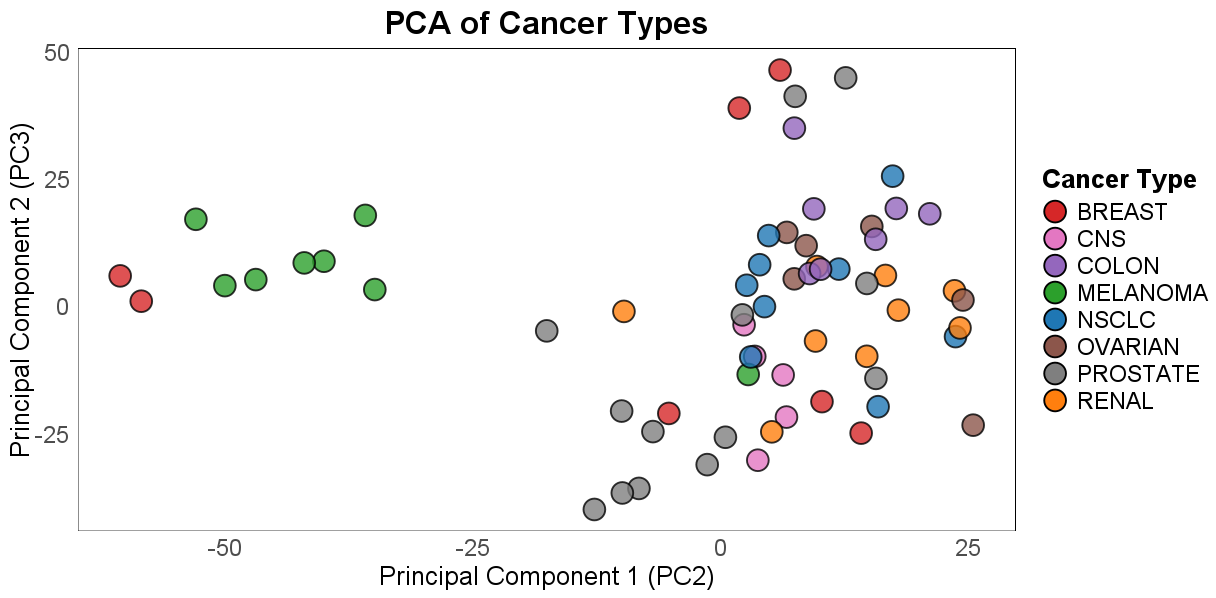 PCA of Cancer Types
Principal Component 2 (PC3)
50
25
0
-25
-50
-25
0
25
Principal Component 1 (PC2)
Cancer Type
BREAST
CNS
COLON
MELANOMA
NSCLC
OVARIAN
PROSTATE
RENAL